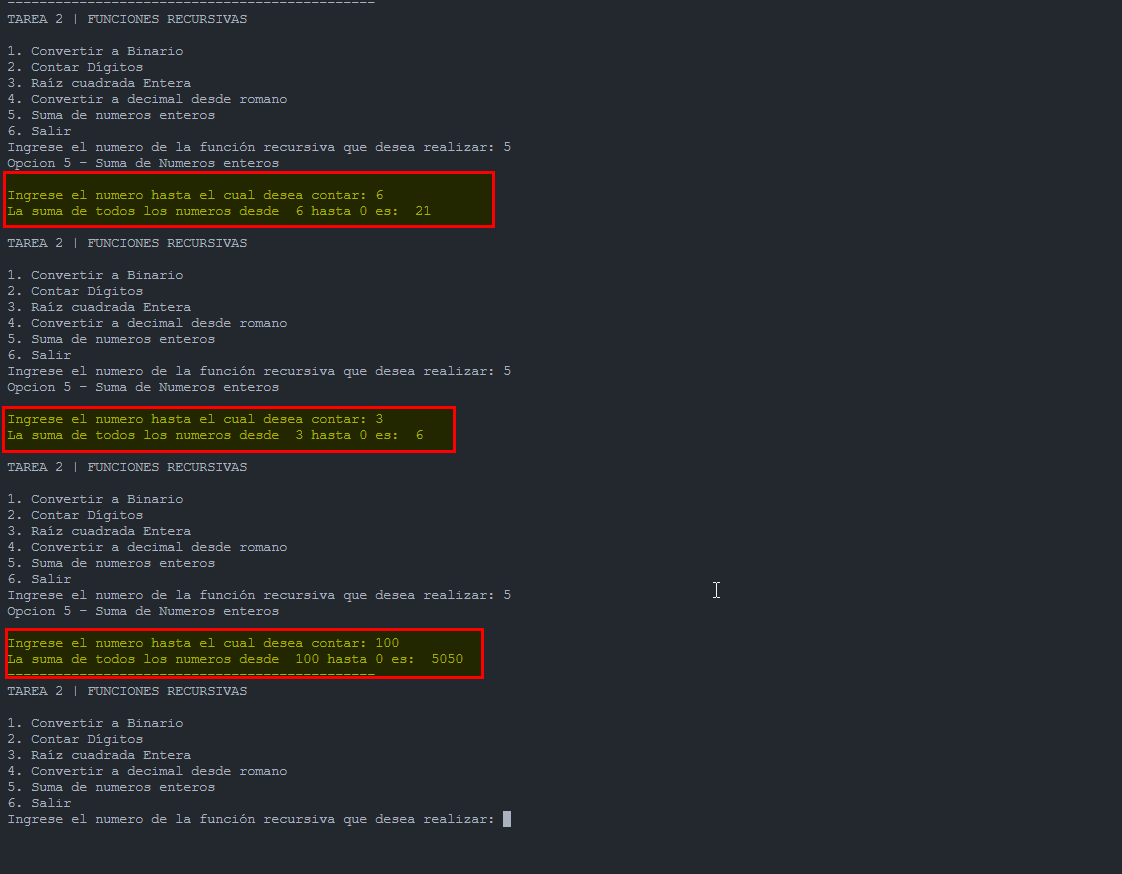 ----------------------------------------------
TAREA 2 | FUNCIONES RECURSIVAS
1. Convertir a Binario
2. Contar Dígitos
3. Raíz cuadrada Entera
4. Convertir a decimal desde romano
5. Suma de numeros enteros
6. Salir
Ingrese el numero de la función recursiva que desea realizar: 5
Opcion 5 - Suma de Numeros enteros
Ingrese el numero hasta el cual desea contar: 6
La suma de todos los numeros desde  6 hasta 0 es:  21
TAREA 2 | FUNCIONES RECURSIVAS
1. Convertir a Binario
2. Contar Dígitos
3. Raíz cuadrada Entera
4. Convertir a decimal desde romano
5. Suma de numeros enteros
6. Salir
Ingrese el numero de la función recursiva que desea realizar: 5
Opcion 5 - Suma de Numeros enteros
Ingrese el numero hasta el cual desea contar: 3
La suma de todos los numeros desde  3 hasta 0 es:  6
TAREA 2 | FUNCIONES RECURSIVAS
1. Convertir a Binario
2. Contar Dígitos
3. Raíz cuadrada Entera
4. Convertir a decimal desde romano
5. Suma de numeros enteros
6. Salir
Ingrese el numero de la función recursiva que desea realizar: 5
Opcion 5 - Suma de Numeros enteros
Ingrese el numero hasta el cual desea contar: 100
La suma de todos los numeros desde  100 hasta 0 es:  5050
----------------------------------------------
TAREA 2 | FUNCIONES RECURSIVAS
1. Convertir a Binario
2. Contar Dígitos
3. Raíz cuadrada Entera
4. Convertir a decimal desde romano
5. Suma de numeros enteros
6. Salir
Ingrese el numero de la función recursiva que desea realizar: